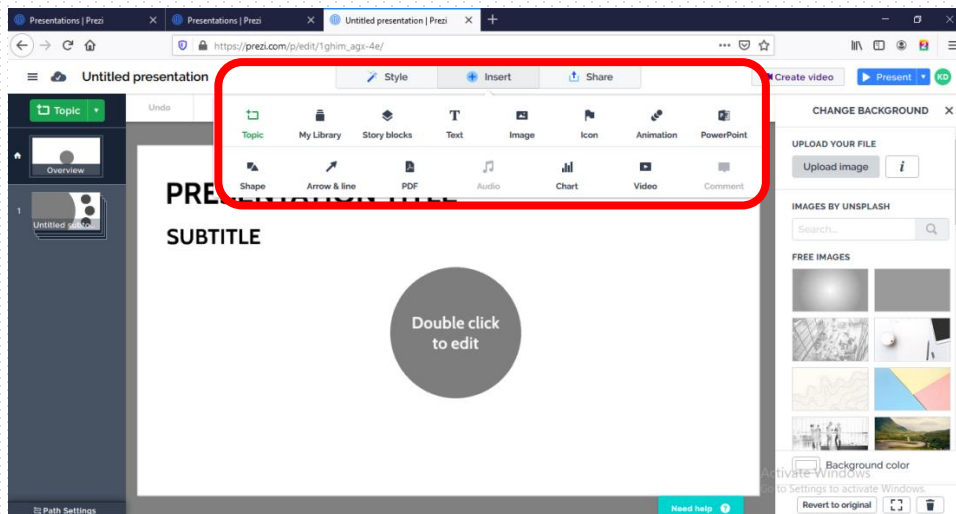 Presentations | Prezi
Presentations | Prezi
Untitled presentation | Prezi
https://prezi.com/p/edit/1ghim_agx-4e/
Untitled presentation
Style
Insert
Share
Create video
Present
KD
Topic
Undo
Topic
My Library
Story blocks
Text
Image
Icon
Animation
PowerPoint
Shape
Arrow & line
PDF
Audio
Chart
Video
Comment
Overview
1
Untitled
PRESENTATION TITLE
SUBTITLE
Double click
to edit
CHANGE BACKGROUND
UPLOAD YOUR FILE
Upload image
i
IMAGES BY UNSPLASH
Search...
FREE IMAGES
Background color
Activate Windows
Go to Settings to activate Windows.
Revert to original
Path Settings
Need help ?